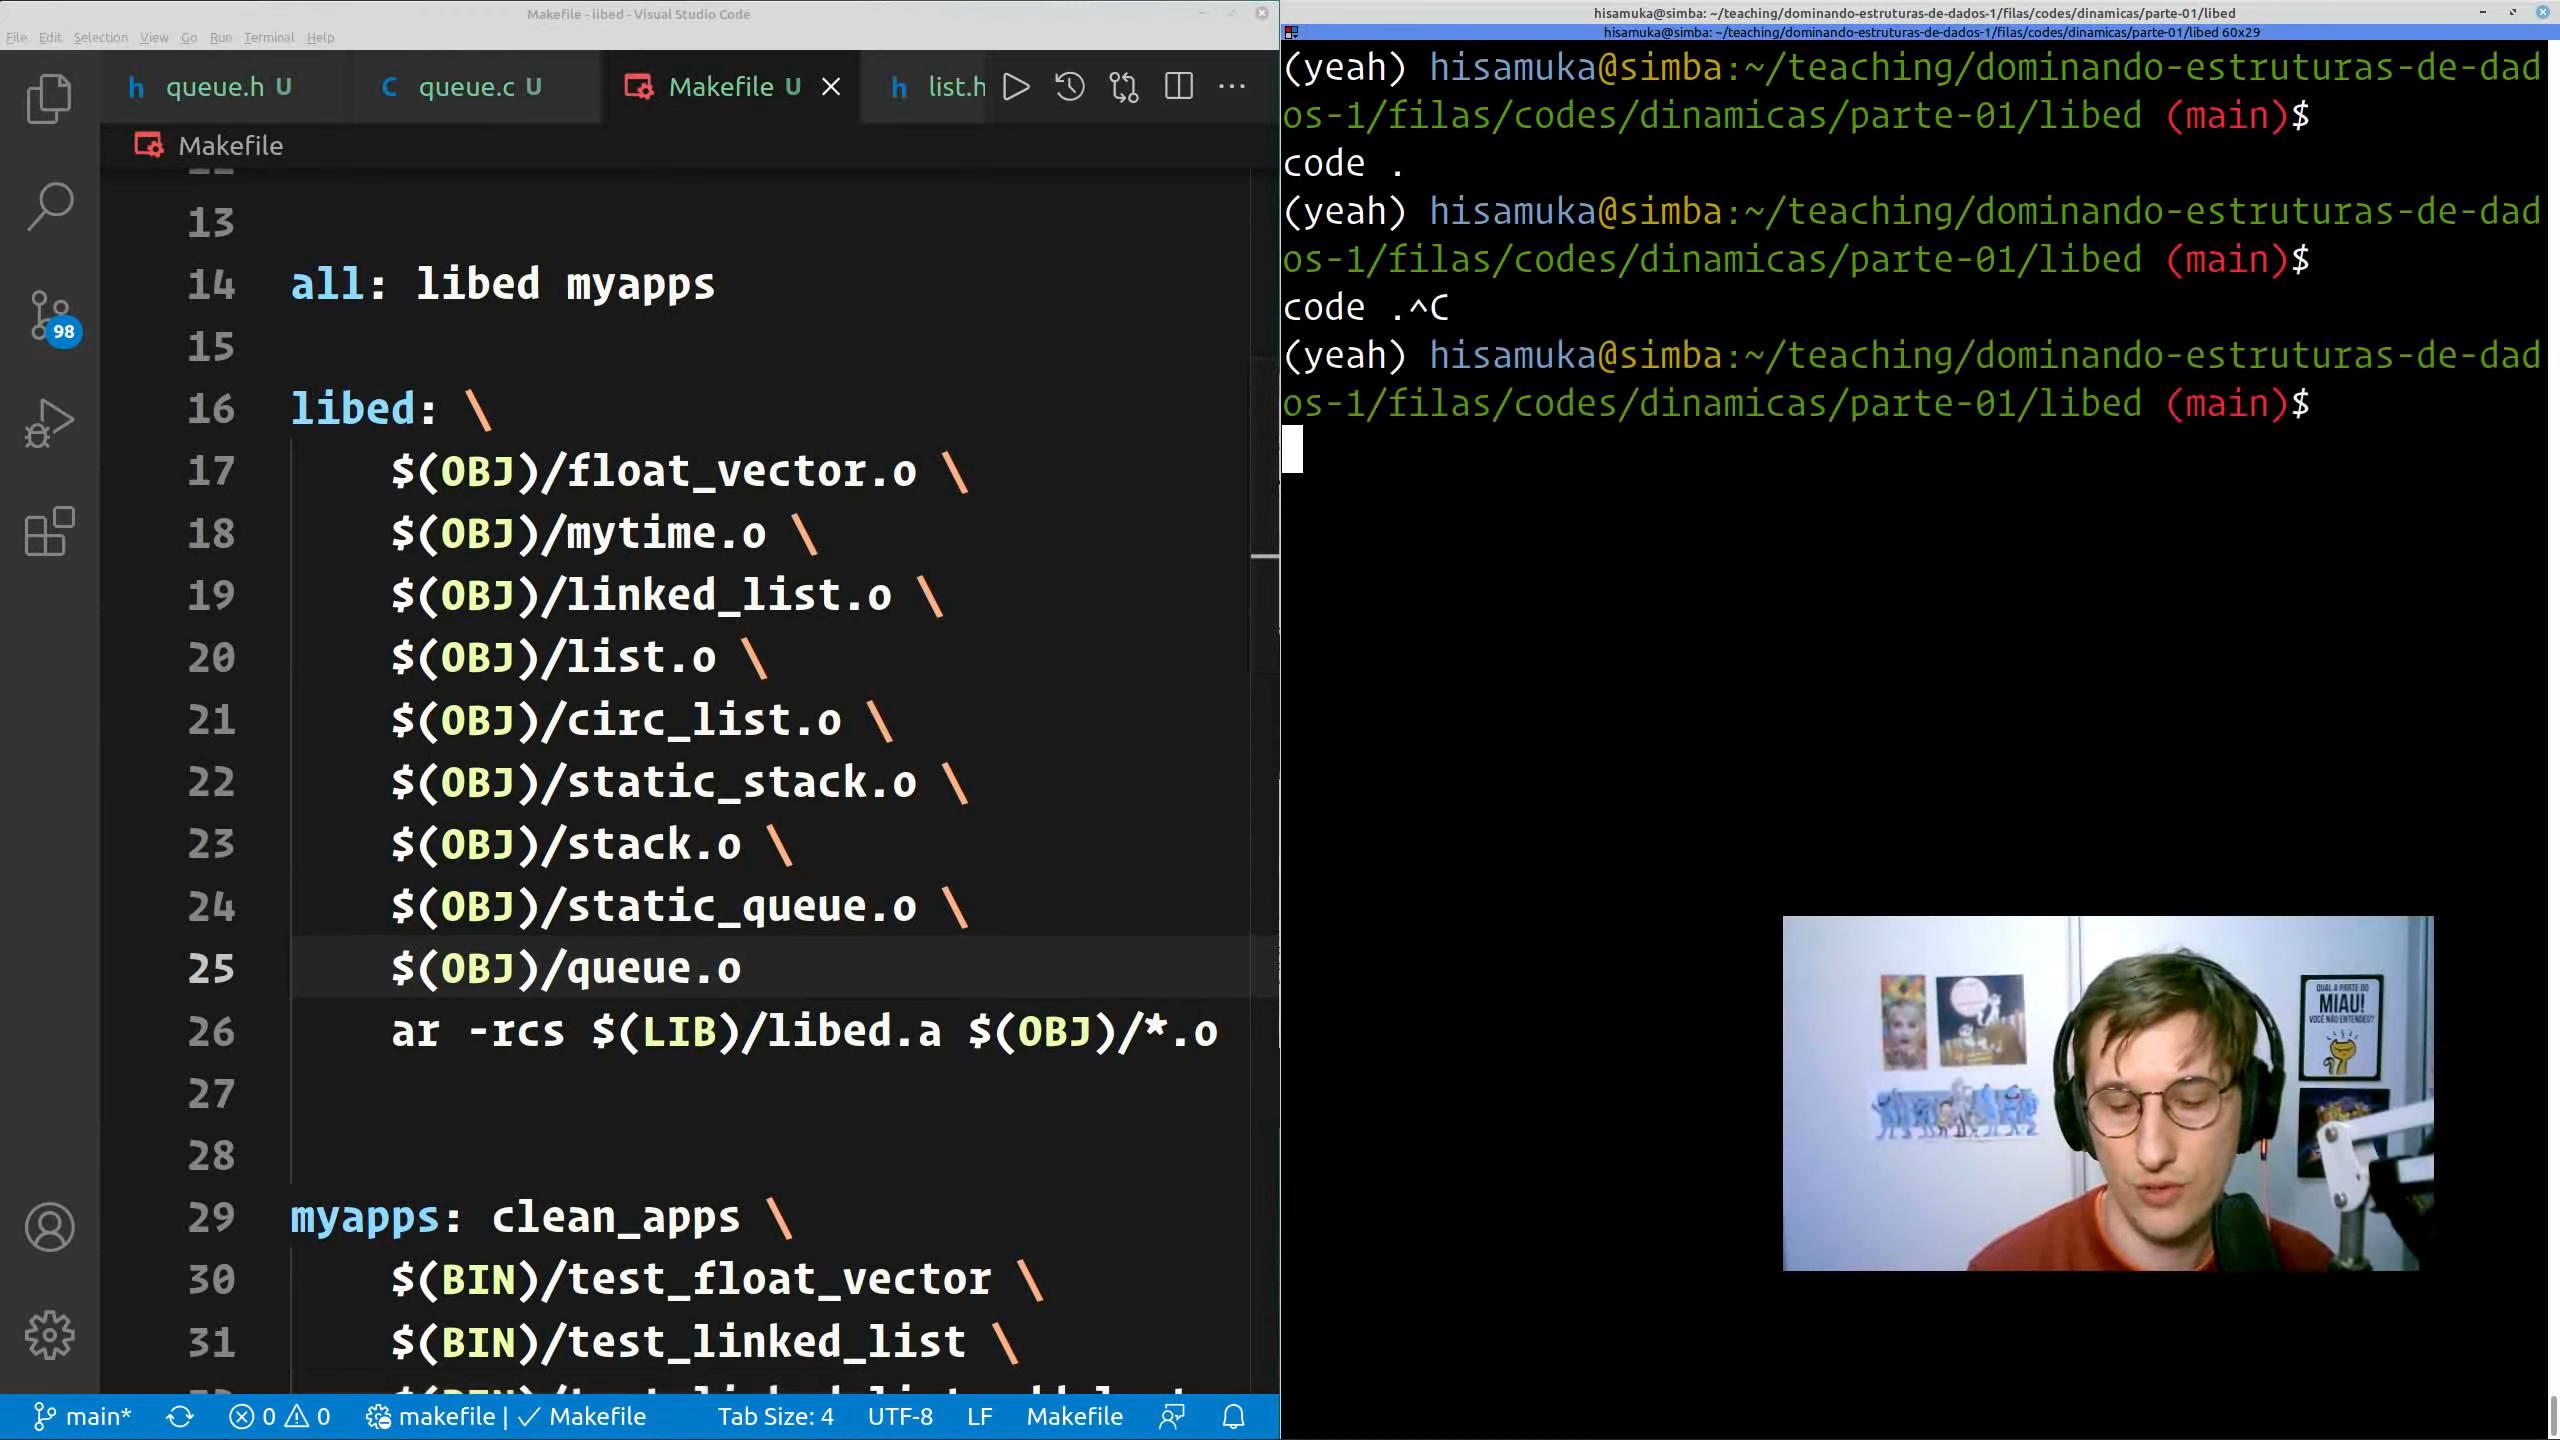 Makefile - libed - Visual Studio Code
File Edit Selection View Go Run Terminal Help
queue.h U
queue.c U
Makefile U
list.h
Makefile
98
12
13
14 all: libed myapps
15
16 libed: \
17 $(OBJ)/float_vector.o \
18 $(OBJ)/mytime.o \
19 $(OBJ)/linked_list.o \
20 $(OBJ)/list.o \
21 $(OBJ)/circ_list.o \
22 $(OBJ)/static_stack.o \
23 $(OBJ)/stack.o \
24 $(OBJ)/static_queue.o \
25 $(OBJ)/queue.o
26 ar -rcs $(LIB)/libed.a $(OBJ)/*.o
27
28
29 myapps: clean_apps \
30 $(BIN)/test_float_vector \
31 $(BIN)/test_linked_list \
main* 0 0 makefile | Makefile Tab Size: 4 UTF-8 LF Makefile
hisamuka@simba: ~/teaching/dominando-estruturas-de-dados-1/filas/codes/dinamicas/parte-01/libed
hisamuka@simba: ~/teaching/dominando-estruturas-de-dados-1/filas/codes/dinamicas/parte-01/libed 60x29
(yeah) hisamuka@simba:~/teaching/dominando-estruturas-de-dad
os-1/filas/codes/dinamicas/parte-01/libed (main)$
code .
(yeah) hisamuka@simba:~/teaching/dominando-estruturas-de-dad
os-1/filas/codes/dinamicas/parte-01/libed (main)$
code .^C
(yeah) hisamuka@simba:~/teaching/dominando-estruturas-de-dad
os-1/filas/codes/dinamicas/parte-01/libed (main)$
QUAL A PARTE DO
MIAU!
VOCÊ NÃO ENTENDEU?